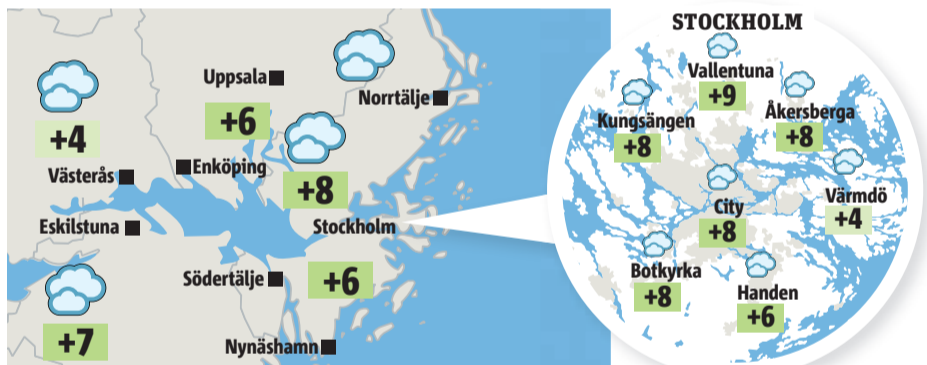 Uppsala
+6
Norrtälje
+4
Västerås
Enköping
+8
Eskilstuna
Stockholm
Södertälje
+6
+7
Nynäshamn
STOCKHOLM
Vallentuna
+9
Åkersberga
+8
Kungsängen
+8
City
+8
Värmdö
+4
Botkyrka
+8
Handen
+6